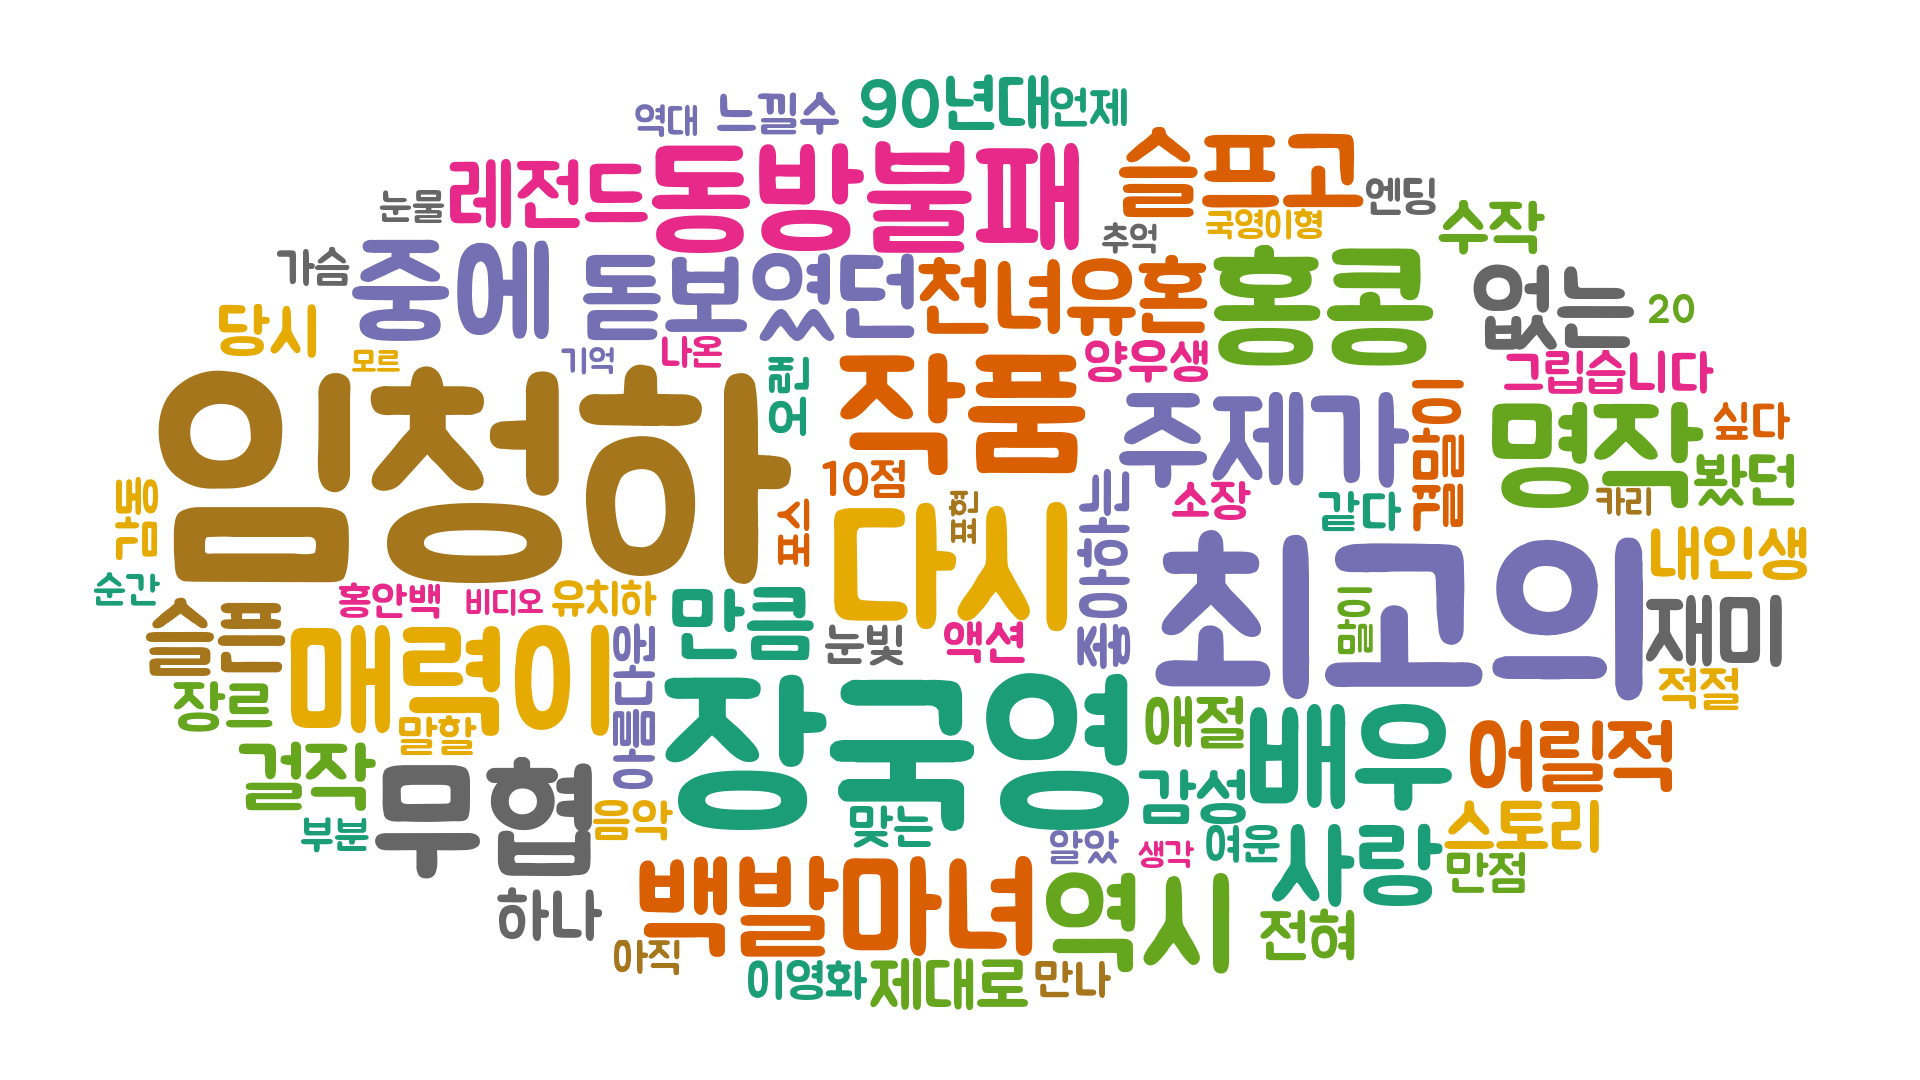 역대
느낄수
90년대
언제
눈물
레전드
동방불패
슬프고
엔딩
국영이형
수작
추억
가슴
중에
돋보였던
천녀유혼
홍콩
없는
20
당시
모르
기억
나온
양우생
그립습니다
임청하
작품
주제가
명작
싶다
봤던
10점
소장
같다
카리
표현
포스
다시
좋아하는
최고의
내인생
순간
홍안백
비디오
유치하
만큼
눈빛
액션
재미
슬픈
매력이
장국영
적절
장르
말할
애절
배우
어릴적
걸작
무협
음악
맞는
감성
스토리
부분
알았
생각
여운
사랑
만점
백발마녀
역시
하나
전혀
아직
이영화
제대로
만나